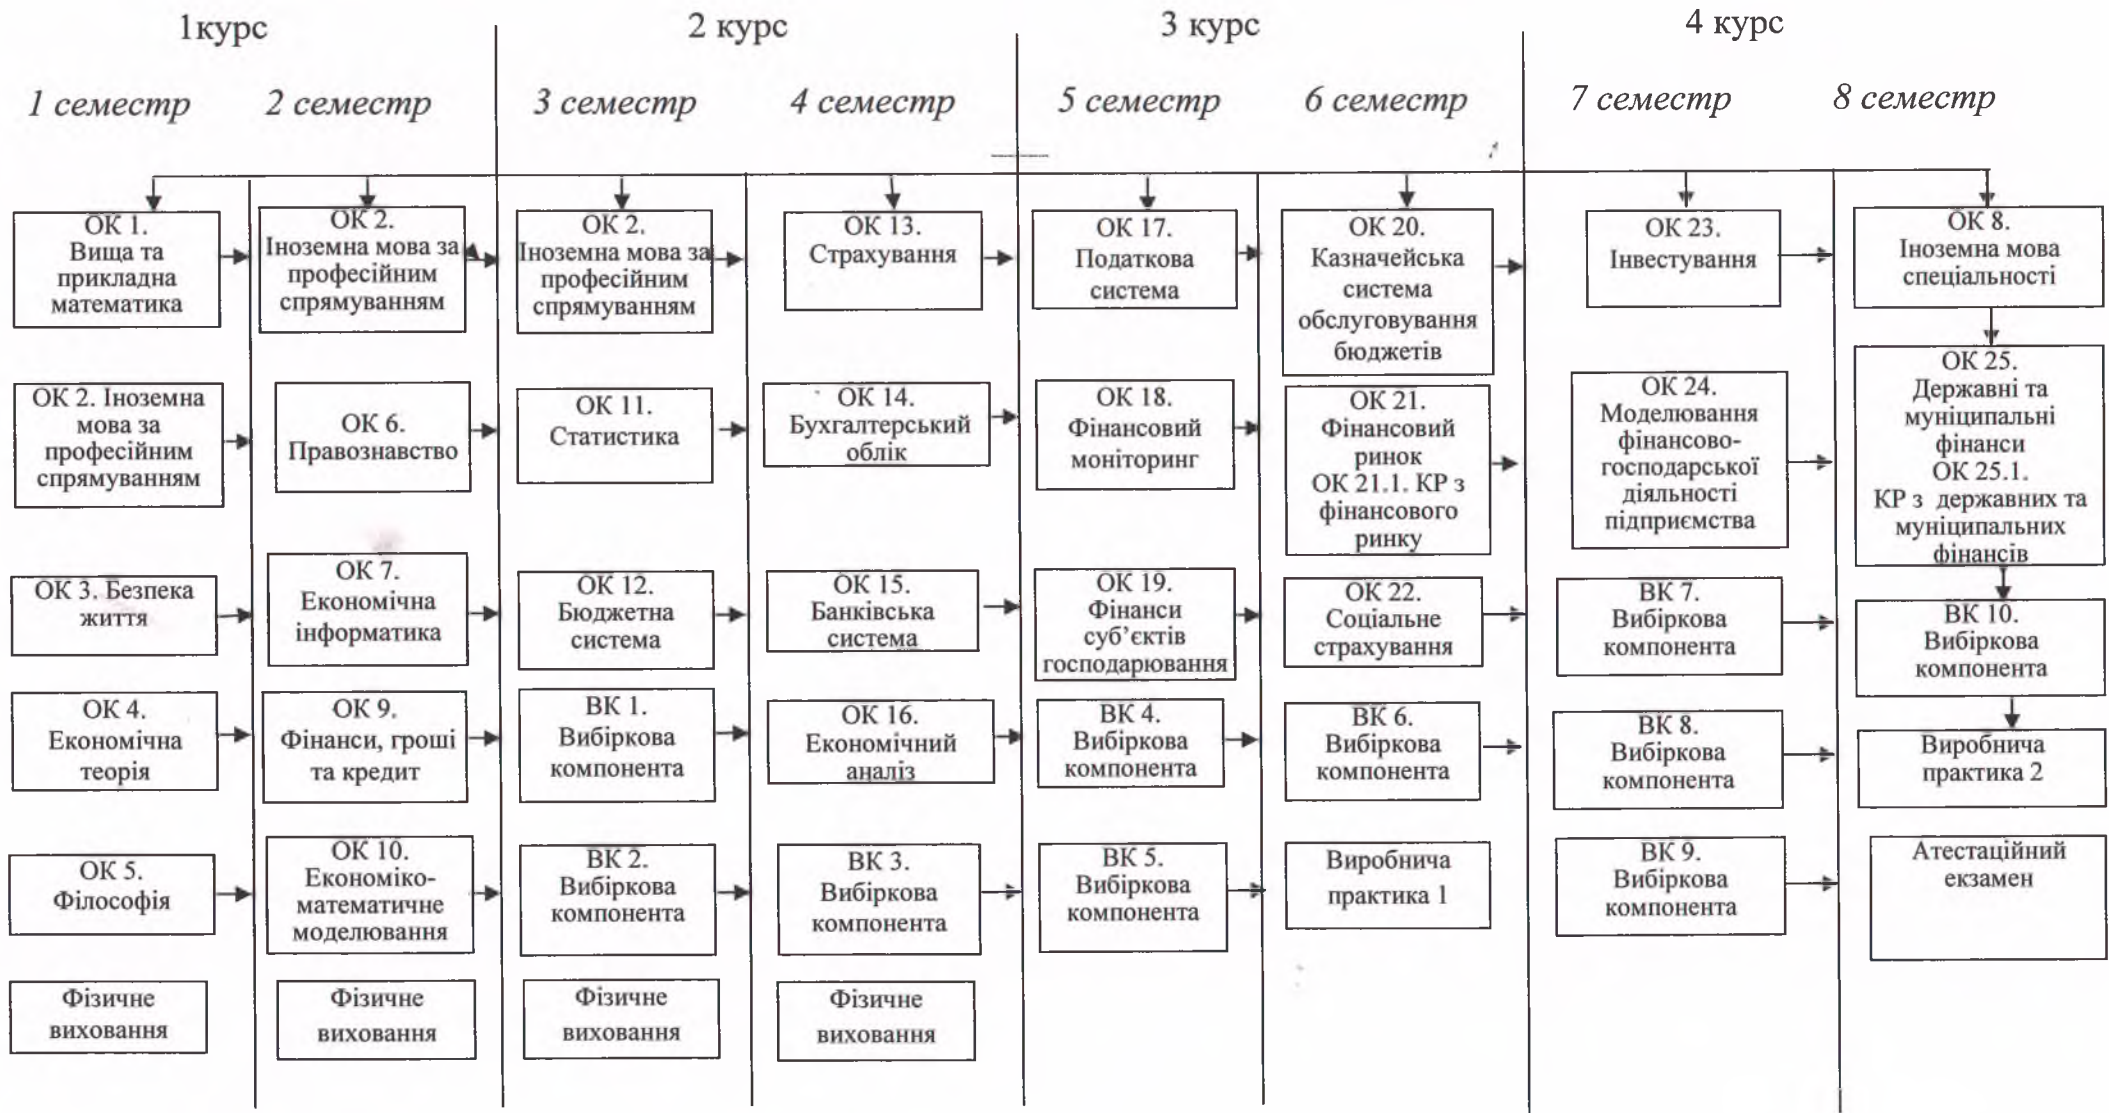 1курс
2 курс
3 курс
4 курс
1 семестр
2 семестр
3 семестр
4 семестр
5 семестр
6 семестр
7 семестр
8 семестр
ОК 1.
Вища та
прикладна
математика
ОК 2. Іноземна
мова за
професійним
спрямуванням
ОК 3. Безпека
життя
ОК 4.
Економічна
теорія
ОК 5.
Філософія
Фізичне
виховання
ОК 2.
Іноземна мова за
професійним
спрямуванням
ОК 6.
Правознавство
ОК 7.
Економічна
інформатика
ОК 9.
Фінанси, гроші
та кредит
ОК 10.
Економіко-
математичне
моделювання
Фізичне
виховання
ОК 2.
Іноземна мова за
професійним
спрямуванням
ОК 11.
Статистика
ОК 12.
Бюджетна
система
ВК 1.
Вибіркова
компонента
ВК 2.
Вибіркова
компонента
Фізичне
виховання
ОК 13.
Страхування
ОК 14.
Бухгалтерський
облік
ОК 15.
Банківська
система
ОК 16.
Економічний
аналіз
ВК 3.
Вибіркова
компонента
Фізичне
виховання
ОК 17.
Податкова
система
ОК 18.
Фінансовий
моніторинг
ОК 19.
Фінанси
суб’єктів
господарювання
ВК 4.
Вибіркова
компонента
ВК 5.
Вибіркова
компонента
ОК 20.
Казначейська
система
обслуговування
бюджетів
ОК 21.
Фінансовий
ринок
ОК 21.1. КР з
фінансового
ринку
ОК 22.
Соціальне
страхування
ВК 6.
Вибіркова
компонента
Виробнича
практика 1
ОК 23.
Інвестування
ОК 24.
Моделювання
фінансово-
господарської
діяльності
підприємства
ВК 7.
Вибіркова
компонента
ВК 8.
Вибіркова
компонента
ВК 9.
Вибіркова
компонента
ОК 8.
Іноземна мова
спеціальності
ОК 25.
Державні та
муніципальні
фінанси
ОК 25.1.
КР з державних та
муніципальних
фінансів
ВК 10.
Вибіркова
компонента
Виробнича
практика 2
Атестаційний
екзамен